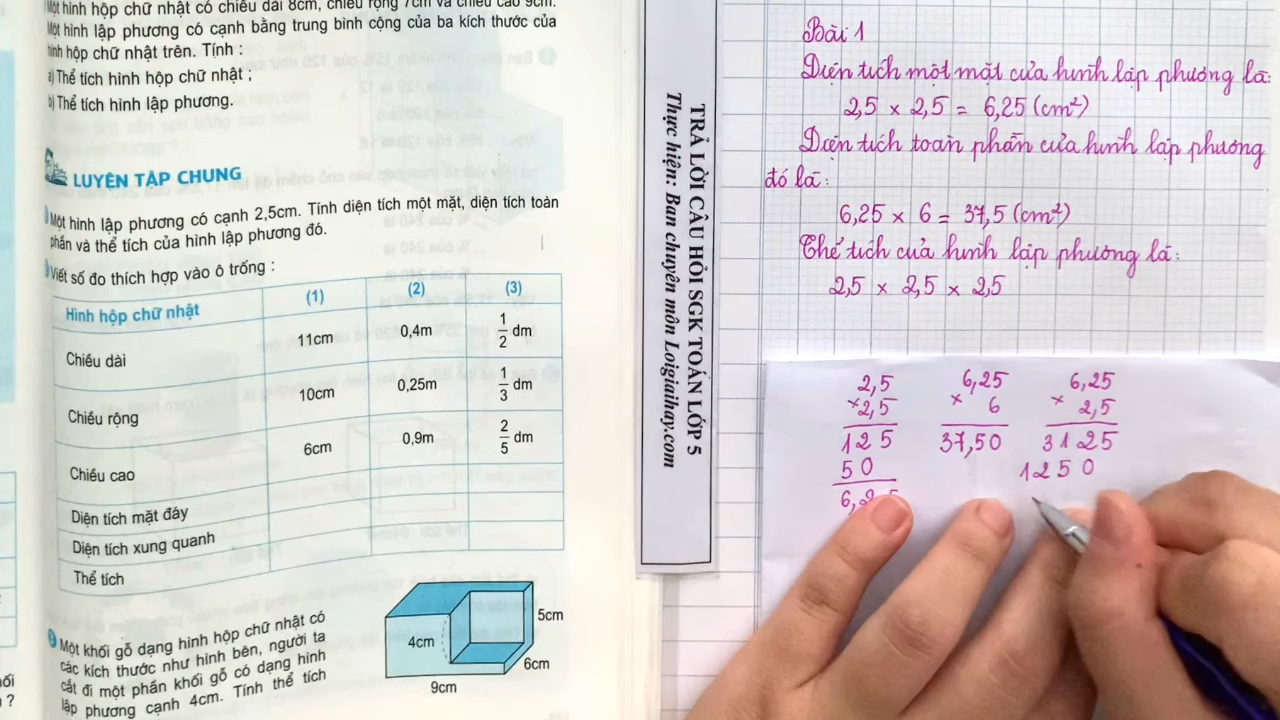 Một hình hộp chữ nhật có chiều dài 8cm, chiều rộng 7cm và chiều cao 9cm.
Một hình lập phương có cạnh bằng trung bình cộng của ba kích thước của
hình hộp chữ nhật trên. Tính :
a) Thể tích hình hộp chữ nhật ;
b) Thể tích hình lập phương.
LUYỆN TẬP CHUNG
Một hình lập phương có cạnh 2,5cm. Tính diện tích một mặt, diện tích toàn
phần và thể tích của hình lập phương đó.
Viết số đo thích hợp vào ô trống :
Hình hộp chữ nhật (1) (2) (3)
Chiều dài 11cm 0,4m 1/2 dm
Chiều rộng 10cm 0,25m 1/3 dm
Chiều cao 6cm 0,9m 2/5 dm
Diện tích mặt đáy
Diện tích xung quanh
Thể tích
Một khối gỗ dạng hình hộp chữ nhật có
các kích thước như hình bên, người ta
cắt đi một phần khối gỗ có dạng hình
lập phương cạnh 4cm. Tính thể tích
4cm
5cm
6cm
9cm
TRẢ LỜI CÂU HỎI SGK TOÁN LỚP 5
Thực hiện: Ban chuyên môn Loigiaihay.com
Bài 1
Diện tích một mặt của hình lập phương là:
2,5 × 2,5 = 6,25 (cm²)
Diện tích toàn phần của hình lập phương
đó là:
6,25 × 6 = 37,5 (cm²)
Thể tích của hình lập phương là:
2,5 × 2,5 × 2,5
2,5
× 2,5
125
50
6,25
6,25
× 6
37,50
6,25
× 2,5
3125
1250